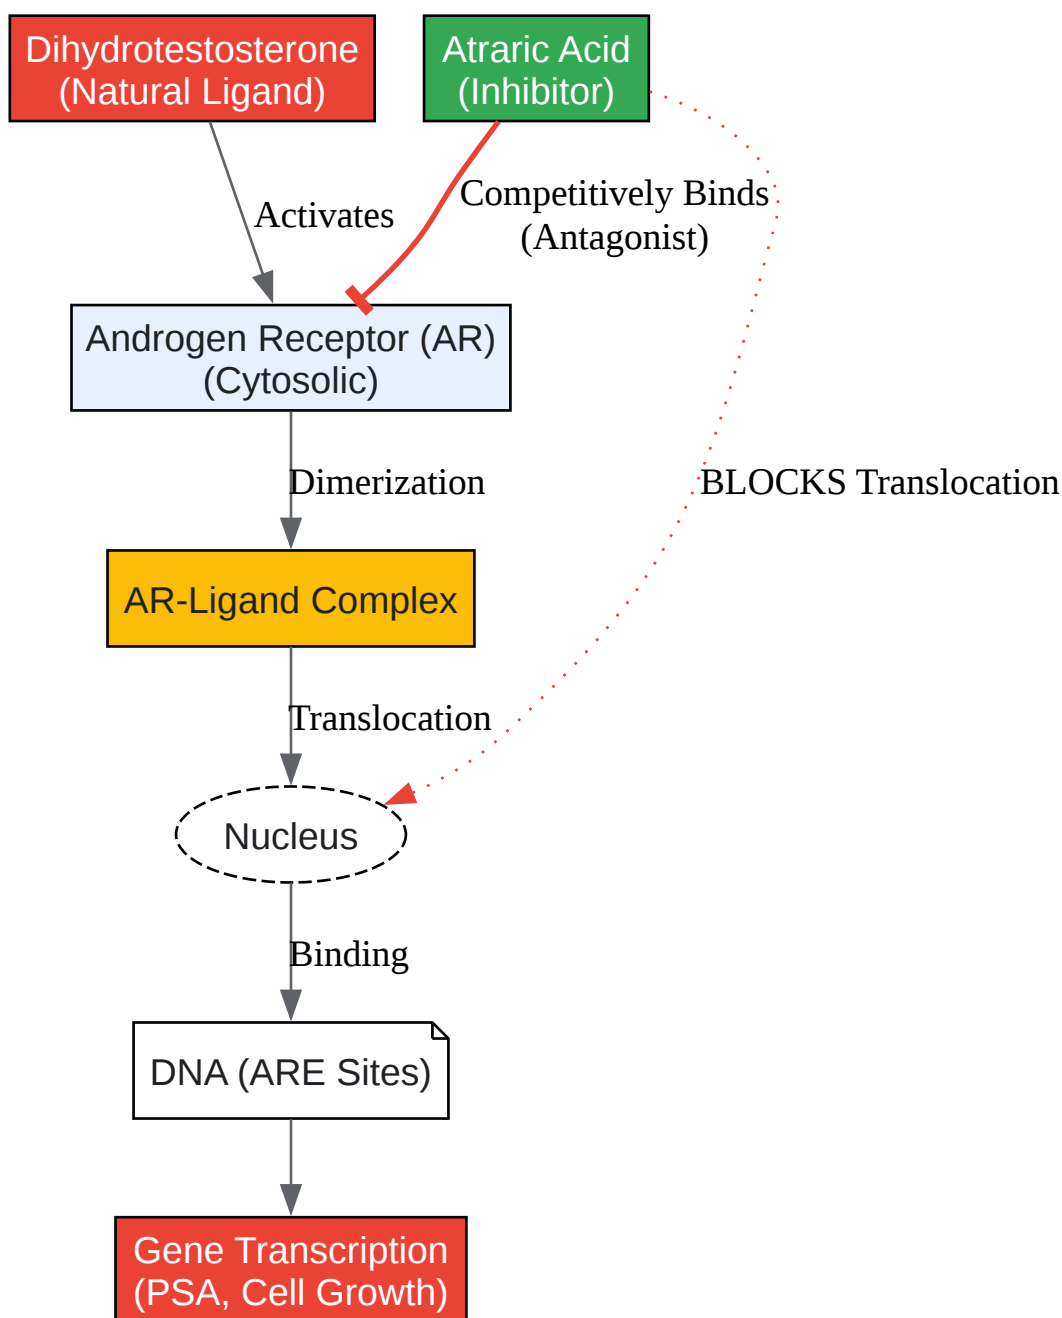 Dihydrotestosterone
(Natural Ligand)
Atraric Acid
(Inhibitor)
Activates
Competitively Binds
(Antagonist)
Androgen Receptor (AR)
(Cytosolic)
Dimerization
BLOCKS Translocation
AR-Ligand Complex
Translocation
Nucleus
Binding
DNA (ARE Sites)
Gene Transcription
(PSA, Cell Growth)